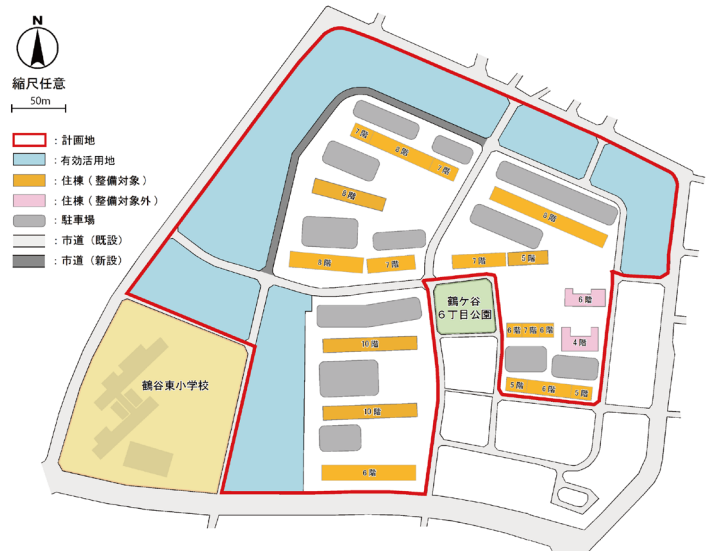 N
縮尺任意
50m
:計画地
:有効活用地
:住棟(整備対象)
:住棟(整備対象外)
:駐車場
:市道(既設)
:市道(新設)
7階
8階
7階
8階
8階
7階
8階
7階
5階
鶴ケ谷
6丁目公園
6階
6階 7階 6階
4階
5階
6階
5階
10階
10階
6階
鶴谷東小学校